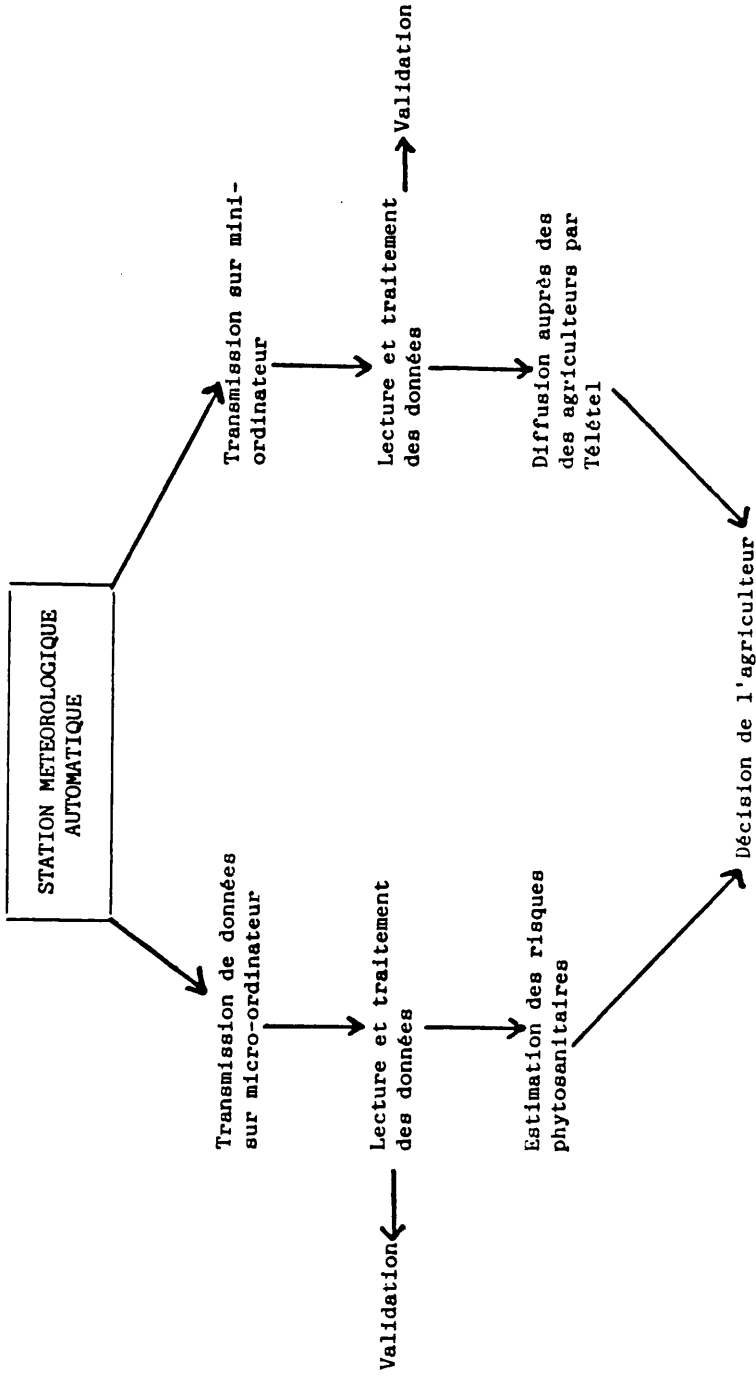 STATION METEOROLOGIQUE
AUTOMATIQUE
Transmission de données
sur micro-ordinateur
Lecture et traitement
des données
Validation
Estimation des risques
phytosanitaires
Transmission sur mini-
ordinateur
Lecture et traitement
des données
Validation
Diffusion auprès des
des agriculteurs par
Télétel
Décision de l'agriculteur